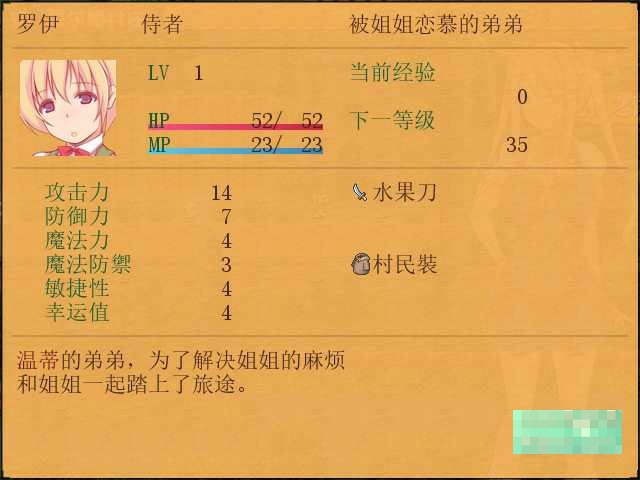 罗伊 侍者 被姐姐恋慕的弟弟
LV 1 当前经验
0
HP 52/ 52 下一等级
MP 23/ 23 35
攻击力 14 水果刀
防御力 7
魔法力 4
魔法防禦 3 村民裝
敏捷性 4
幸运值 4
温蒂的弟弟，为了解决姐姐的麻烦
和姐姐一起踏上了旅途。